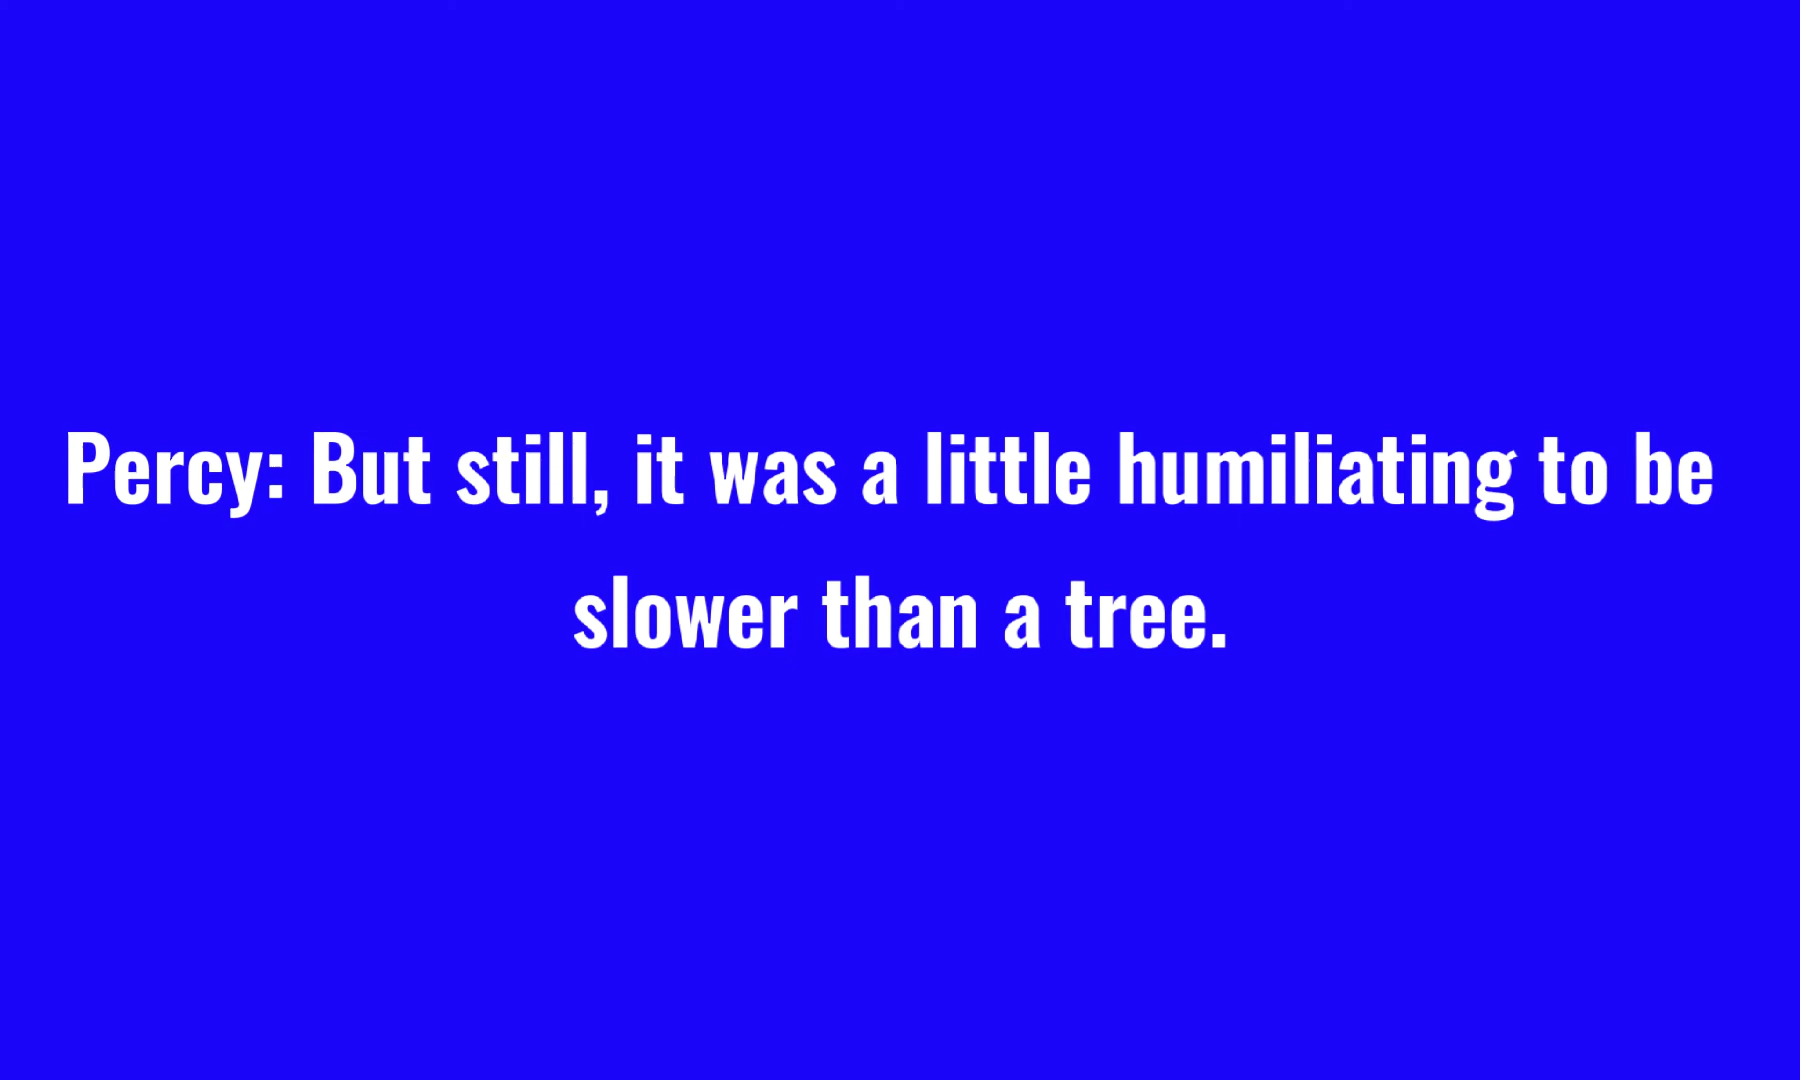 Percy: But still, it was a little humiliating to be
slower than a tree.